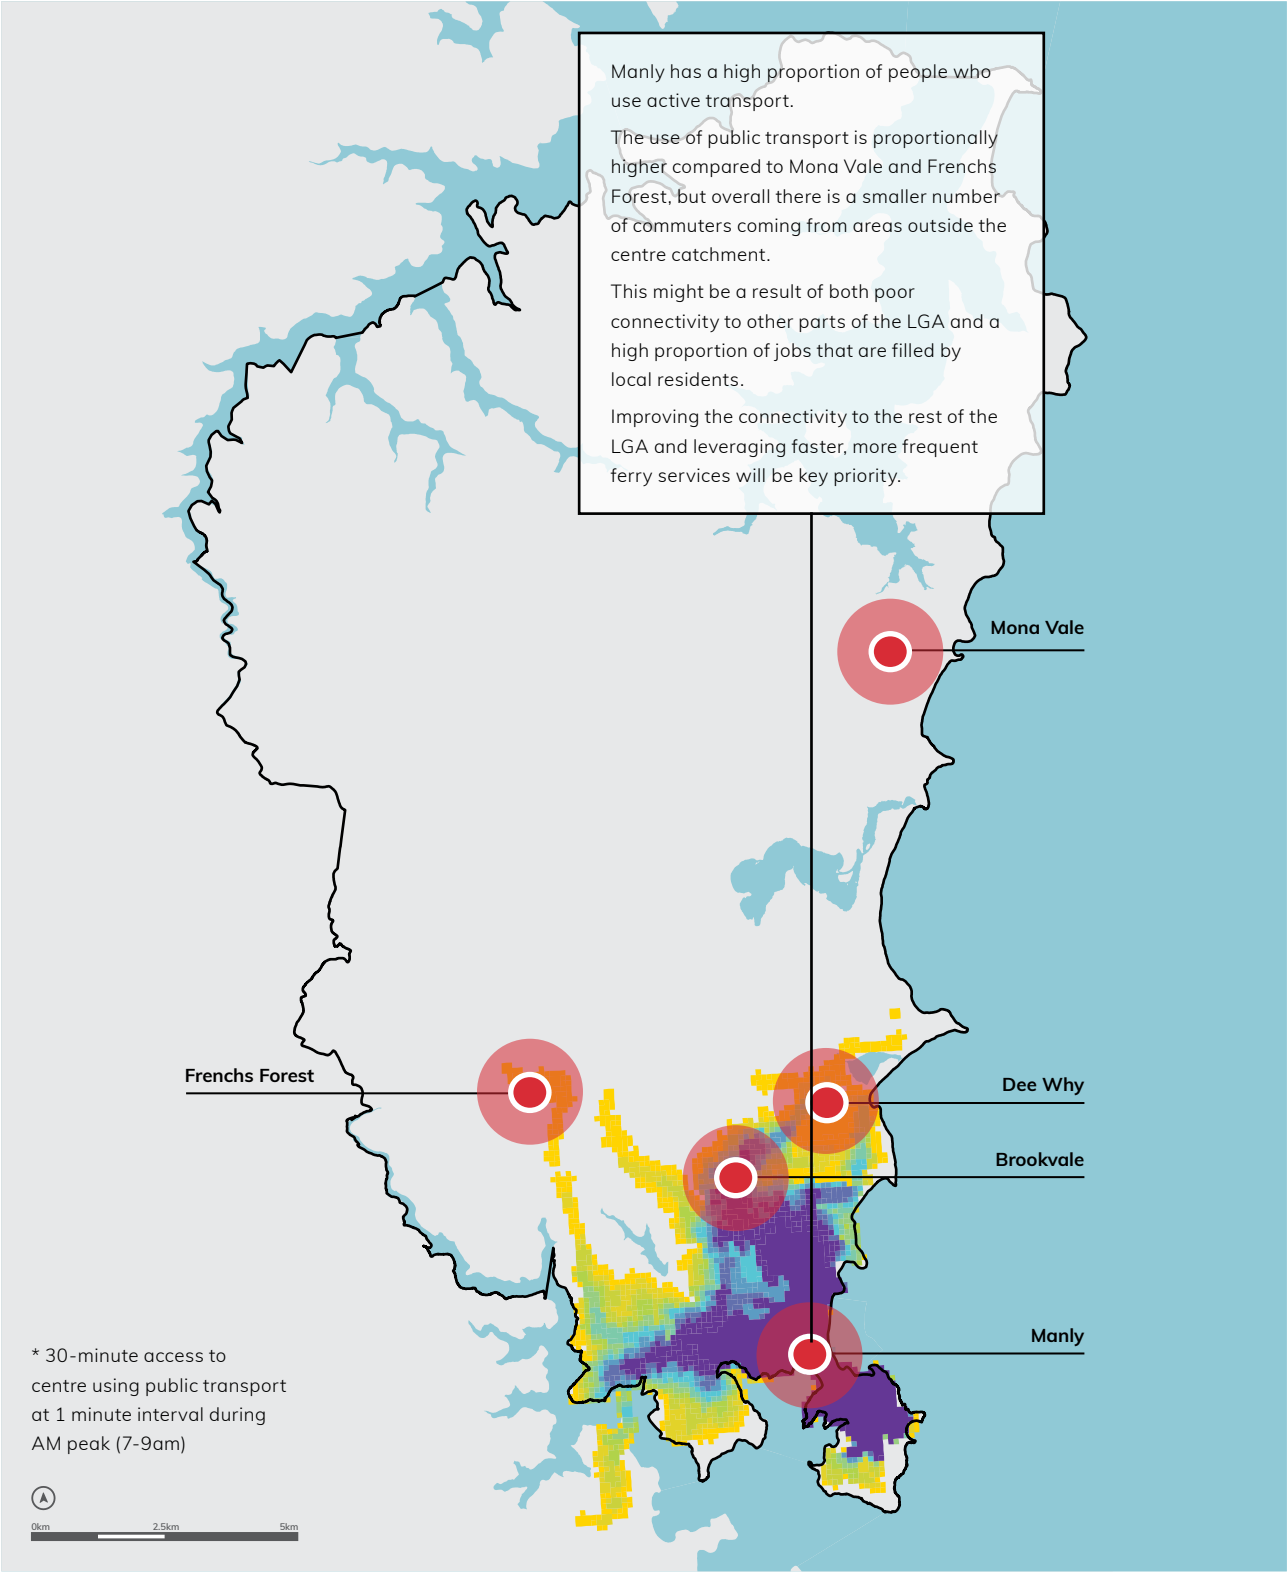 Manly has a high proportion of people who
use active transport.
The use of public transport is proportionally
higher compared to Mona Vale and Frenchs
Forest, but overall there is a smaller number
of commuters coming from areas outside the
centre catchment.
This might be a result of both poor
connectivity to other parts of the LGA and a
high proportion of jobs that are filled by
local residents.
Improving the connectivity to the rest of the
LGA and leveraging faster, more frequent
ferry services will be key priority.
Mona Vale
Frenchs Forest
Dee Why
Brookvale
Manly
* 30-minute access to
centre using public transport
at 1 minute interval during
AM peak (7-9am)
0km 2.5km 5km